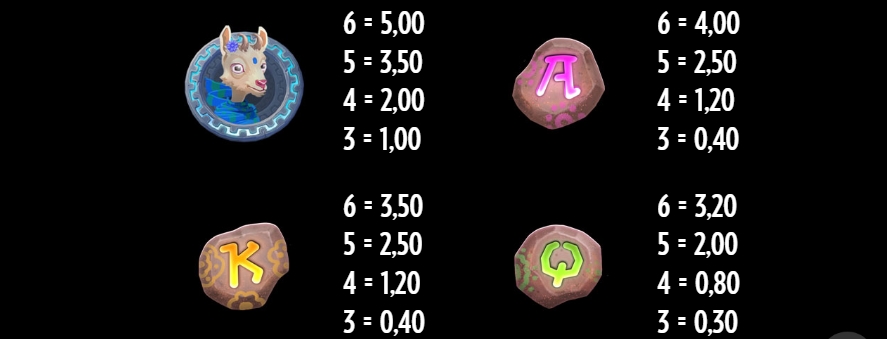 6 = 5,00
5 = 3,50
4 = 2,00
3 = 1,00
A
6 = 4,00
5 = 2,50
4 = 1,20
3 = 0,40
K
6 = 3,50
5 = 2,50
4 = 1,20
3 = 0,40
Q
6 = 3,20
5 = 2,00
4 = 0,80
3 = 0,30